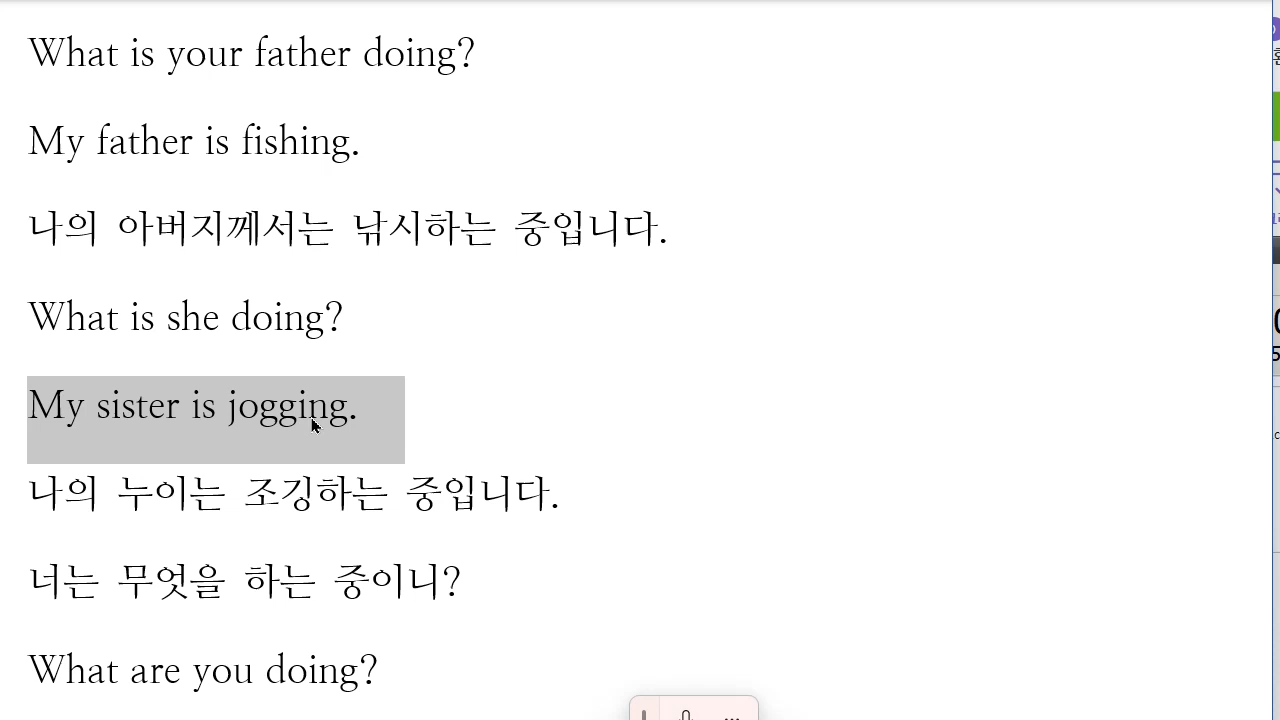 What is your father doing?
My father is fishing.
나의 아버지께서는 낚시하는 중입니다.
What is she doing?
My sister is jogging.
나의 누이는 조깅하는 중입니다.
너는 무엇을 하는 중이니?
What are you doing?